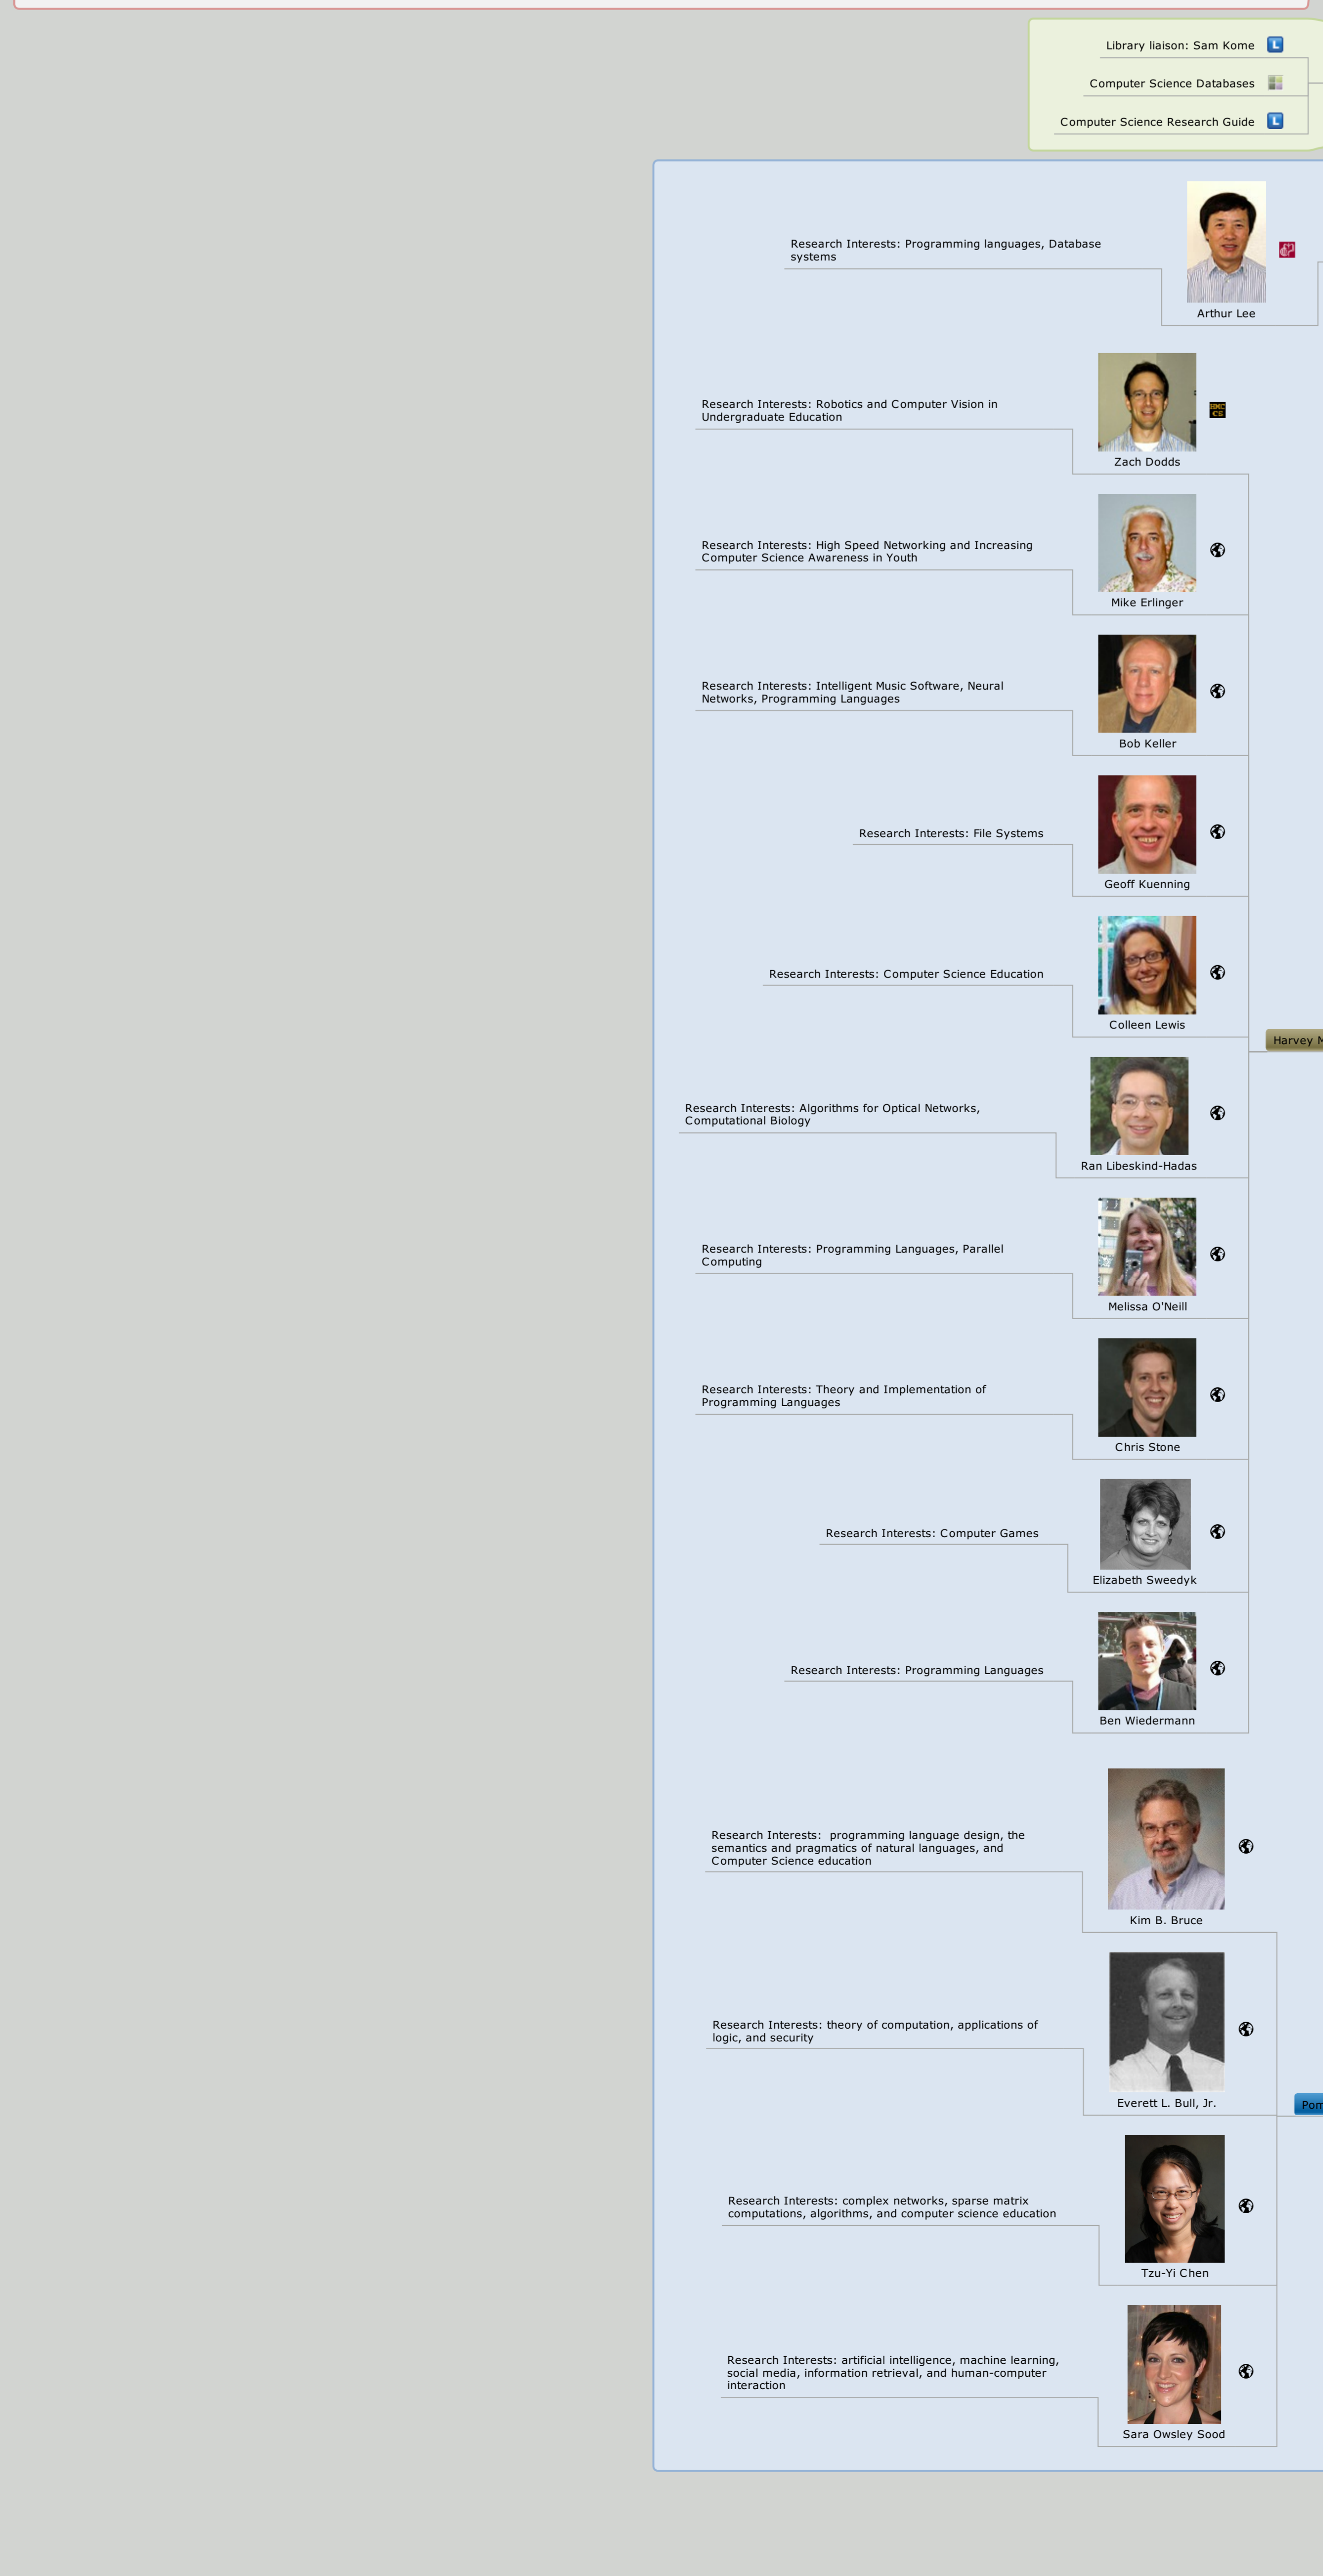 Library liaison: Sam Kome
Computer Science Databases
Computer Science Research Guide
Research Interests: Programming languages, Database
systems
Arthur Lee
Research Interests: Robotics and Computer Vision in
Undergraduate Education
HMC
CS
Zach Dodds
Research Interests: High Speed Networking and Increasing
Computer Science Awareness in Youth
Mike Erlinger
Research Interests: Intelligent Music Software, Neural
Networks, Programming Languages
Bob Keller
Research Interests: File Systems
Geoff Kuenning
Research Interests: Computer Science Education
Colleen Lewis
Harvey M
Research Interests: Algorithms for Optical Networks,
Computational Biology
Ran Libeskind-Hadas
Research Interests: Programming Languages, Parallel
Computing
Melissa O'Neill
Research Interests: Theory and Implementation of
Programming Languages
Chris Stone
Research Interests: Computer Games
Elizabeth Sweedyk
Research Interests: Programming Languages
Ben Wiedermann
Research Interests:  programming language design, the
semantics and pragmatics of natural languages, and
Computer Science education
Kim B. Bruce
Research Interests: theory of computation, applications of
logic, and security
Everett L. Bull, Jr.
Pom
Research Interests: complex networks, sparse matrix
computations, algorithms, and computer science education
Tzu-Yi Chen
Research Interests: artificial intelligence, machine learning,
social media, information retrieval, and human-computer
interaction
Sara Owsley Sood